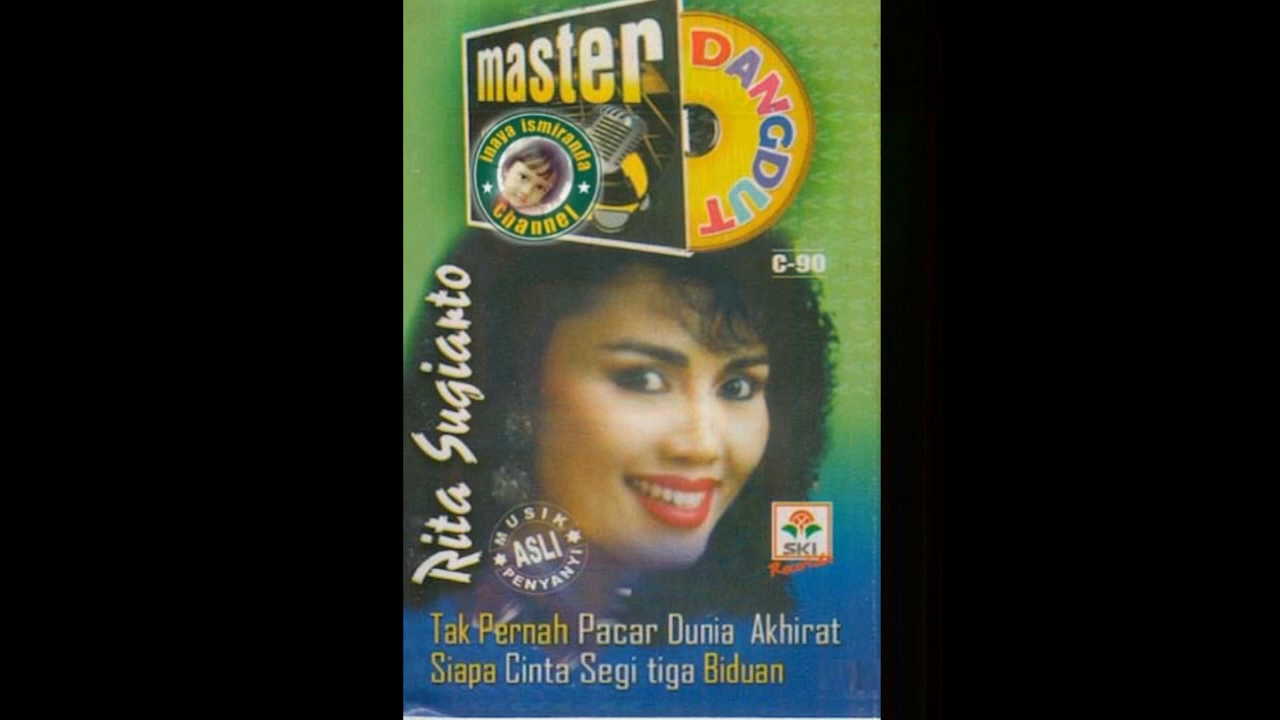 master
DANGDUT
inaya ismiranda
channel
C-90
Rita Sugiarto
MUSIK
ASLI
PENYANYI
SKI
Records
Tak Pernah Pacar Dunia Akhirat
Siapa Cinta Segi tiga Biduan